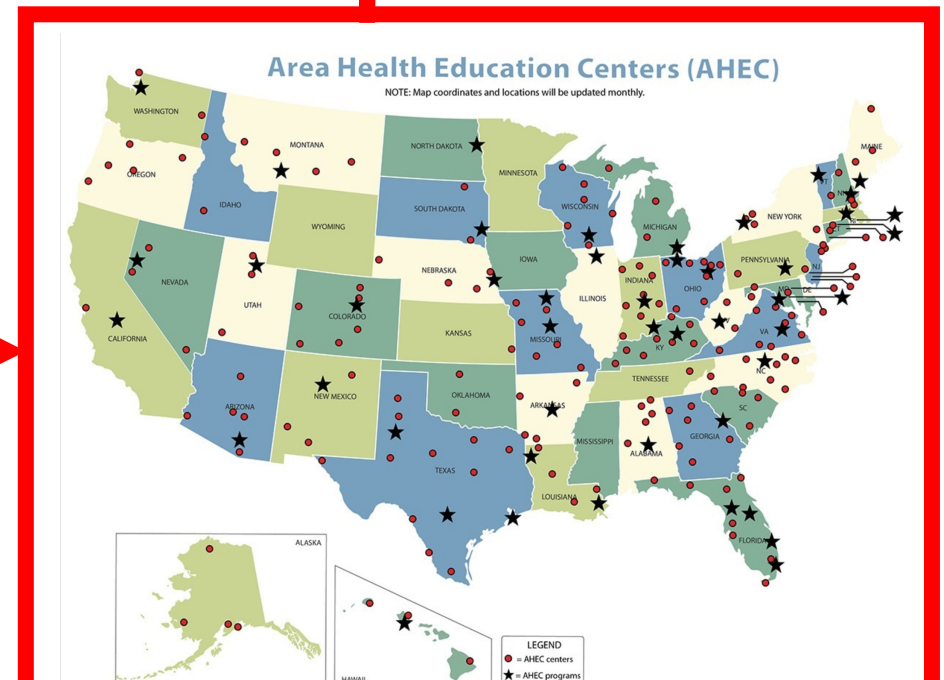 Area Health Education Centers (AHEC)
NOTE: Map coordinates and locations will be updated monthly.
WASHINGTON
MONTANA
NORTH DAKOTA
MINNESOTA
MAINE
OREGON
IDAHO
SOUTH DAKOTA
WISCONSIN
VT
NEW YORK
WYOMING
MICHIGAN
NEVADA
NEBRASKA
IOWA
PENNSYLVANIA
NJ
UTAH
COLORADO
ILLINOIS
INDIANA
OHIO
MD
DE
CALIFORNIA
KANSAS
MISSOURI
KY
VA
ARIZONA
NEW MEXICO
OKLAHOMA
ARKANSAS
TENNESSEE
NC
SC
MISSISSIPPI
ALABAMA
GEORGIA
TEXAS
LOUISIANA
FLORIDA
ALASKA
HAWAII
LEGEND
= AHEC centers
= AHEC programs